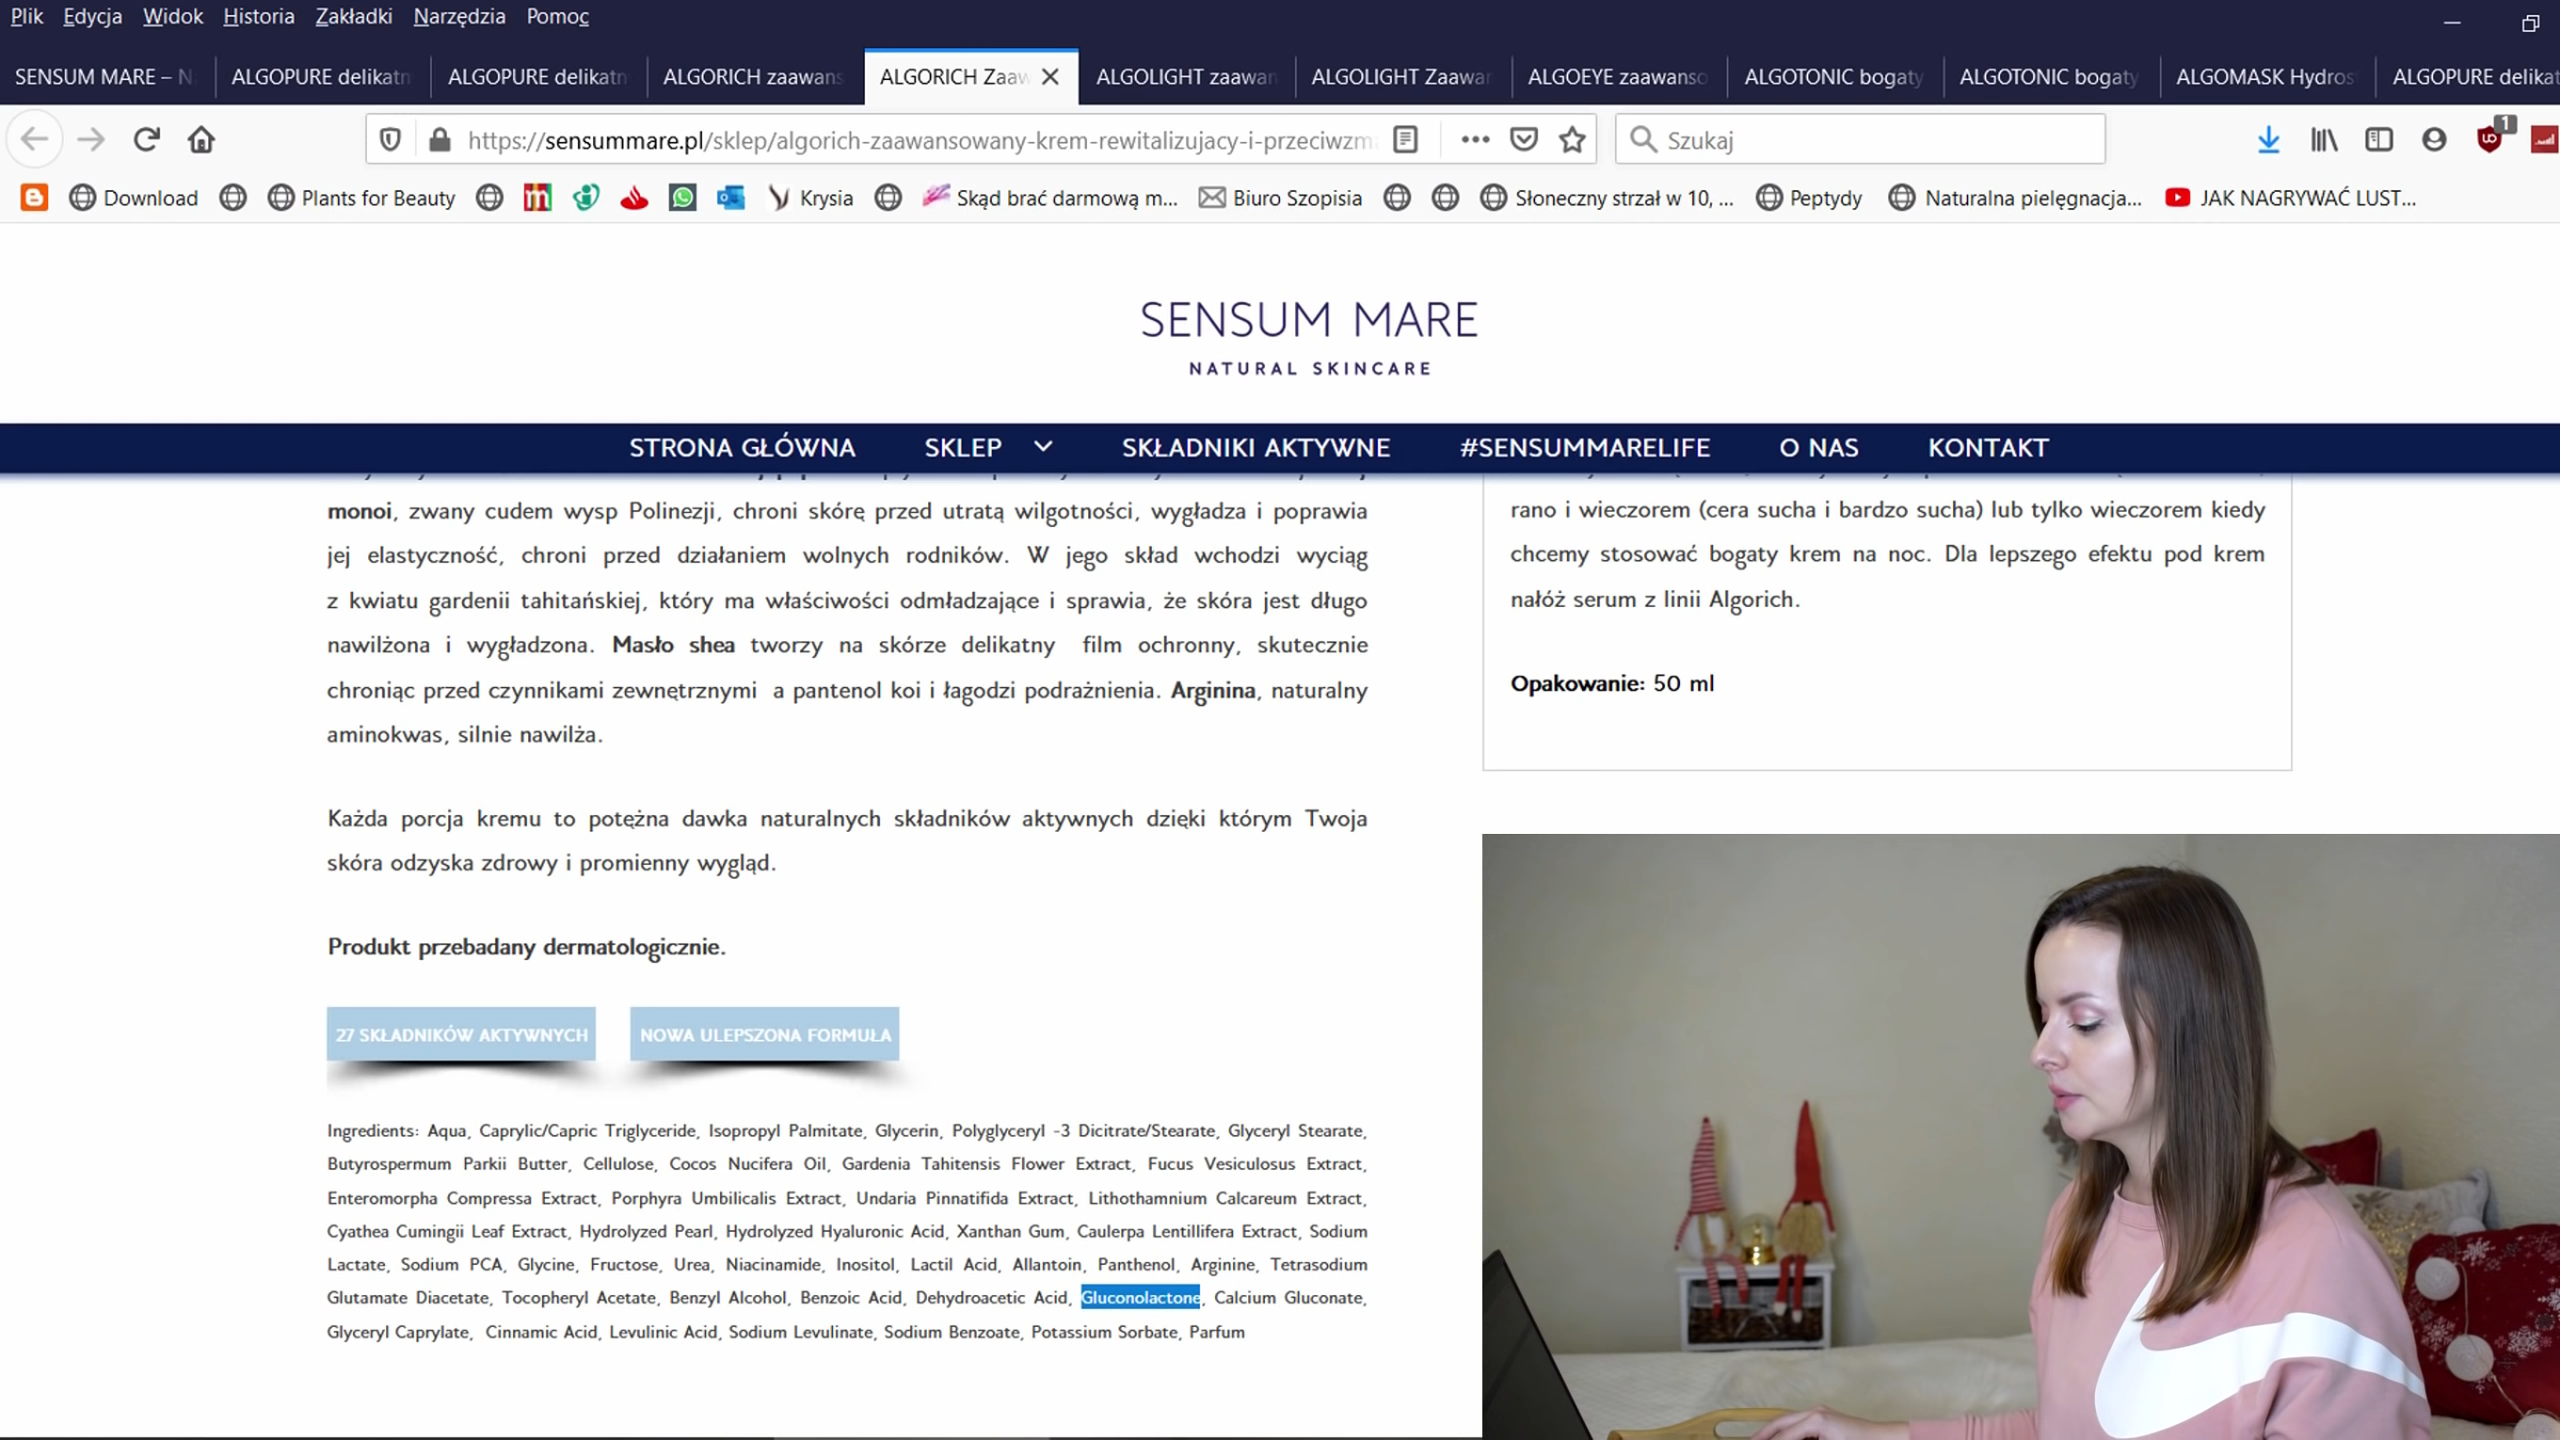 Plik Edycja Widok Historia Zakładki Narzędzia Pomoc
SENSUM MARE – N ALGOPURE delikatn ALGOPURE delikatn ALGORICH zaawans ALGORICH Zaaw ALGOLIGHT zaawan ALGOLIGHT Zaawar ALGOEYE zaawanso ALGOTONIC bogaty ALGOTONIC bogaty ALGOMASK Hydros ALGOPURE delikat
https://sensummare.pl/sklep/algorich-zaawansowany-krem-rewitalizujacy-i-przeciwzma Szukaj 1
Download Plants for Beauty Krysia Skąd brać darmową m... Biuro Szopisia Słoneczny strzał w 10, ... Peptydy Naturalna pielęgnacja... JAK NAGRYWAĆ LUST...
SENSUM MARE
NATURAL SKINCARE
STRONA GŁÓWNA SKLEP SKŁADNIKI AKTYWNE #SENSUMMARELIFE O NAS KONTAKT
monoi, zwany cudem wysp Polinezji, chroni skórę przed utratą wilgotności, wygładza i poprawia
jej elastyczność, chroni przed działaniem wolnych rodników. W jego skład wchodzi wyciąg
z kwiatu gardenii tahitańskiej, który ma właściwości odmładzające i sprawia, że skóra jest długo
nawilżona i wygładzona. Masło shea tworzy na skórze delikatny film ochronny, skutecznie
chroniąc przed czynnikami zewnętrznymi a pantenol koi i łagodzi podrażnienia. Arginina, naturalny
aminokwas, silnie nawilża.
Każda porcja kremu to potężna dawka naturalnych składników aktywnych dzięki którym Twoja
skóra odzyska zdrowy i promienny wygląd.
Produkt przebadany dermatologicznie.
27 SKŁADNIKÓW AKTYWNYCH NOWA ULEPSZONA FORMUŁA
Ingredients: Aqua, Caprylic/Capric Triglyceride, Isopropyl Palmitate, Glycerin, Polyglyceryl -3 Dicitrate/Stearate, Glyceryl Stearate,
Butyrospermum Parkii Butter, Cellulose, Cocos Nucifera Oil, Gardenia Tahitensis Flower Extract, Fucus Vesiculosus Extract,
Enteromorpha Compressa Extract, Porphyra Umbilicalis Extract, Undaria Pinnatifida Extract, Lithothamnium Calcareum Extract,
Cyathea Cumingii Leaf Extract, Hydrolyzed Pearl, Hydrolyzed Hyaluronic Acid, Xanthan Gum, Caulerpa Lentillifera Extract, Sodium
Lactate, Sodium PCA, Glycine, Fructose, Urea, Niacinamide, Inositol, Lactil Acid, Allantoin, Panthenol, Arginine, Tetrasodium
Glutamate Diacetate, Tocopheryl Acetate, Benzyl Alcohol, Benzoic Acid, Dehydroacetic Acid, Gluconolactone, Calcium Gluconate,
Glyceryl Caprylate, Cinnamic Acid, Levulinic Acid, Sodium Levulinate, Sodium Benzoate, Potassium Sorbate, Parfum
rano i wieczorem (cera sucha i bardzo sucha) lub tylko wieczorem kiedy
chcemy stosować bogaty krem na noc. Dla lepszego efektu pod krem
nałóż serum z linii Algorich.
Opakowanie: 50 ml